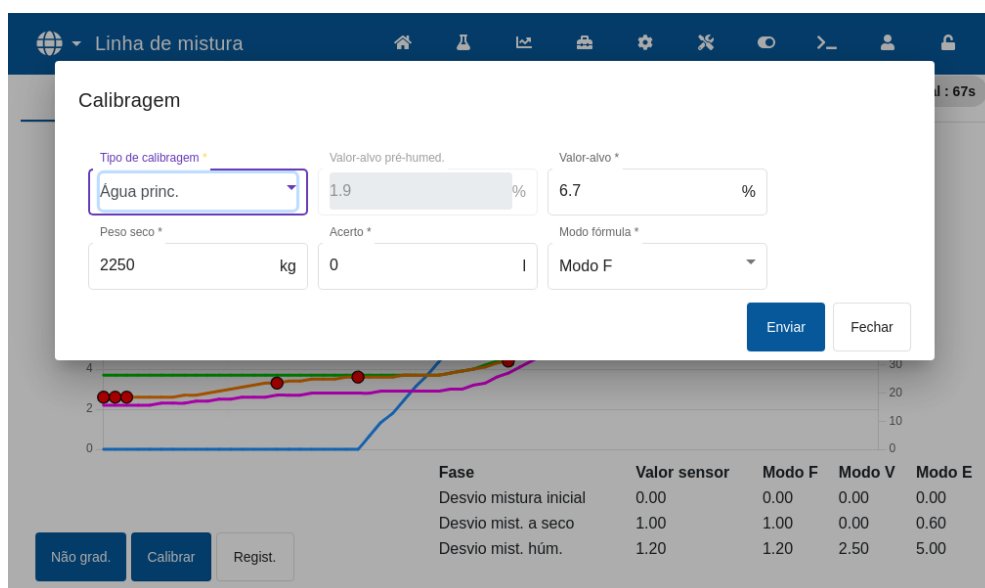 Linha de mistura
l : 67s
Calibragem
Tipo de calibragem * Valor-alvo pré-humed. Valor-alvo *
Água princ. 1.9 % 6.7 %
Peso seco * Acerto * Modo fórmula *
2250 kg 0 l Modo F
Enviar Fechar
4 30
20
2
10
0 0
Fase Valor sensor Modo F Modo V Modo E
Desvio mistura inicial 0.00 0.00 0.00 0.00
Desvio mist. a seco 1.00 1.00 0.00 0.60
Desvio mist. húm. 1.20 1.20 2.50 5.00
Não grad. Calibrar Regist.